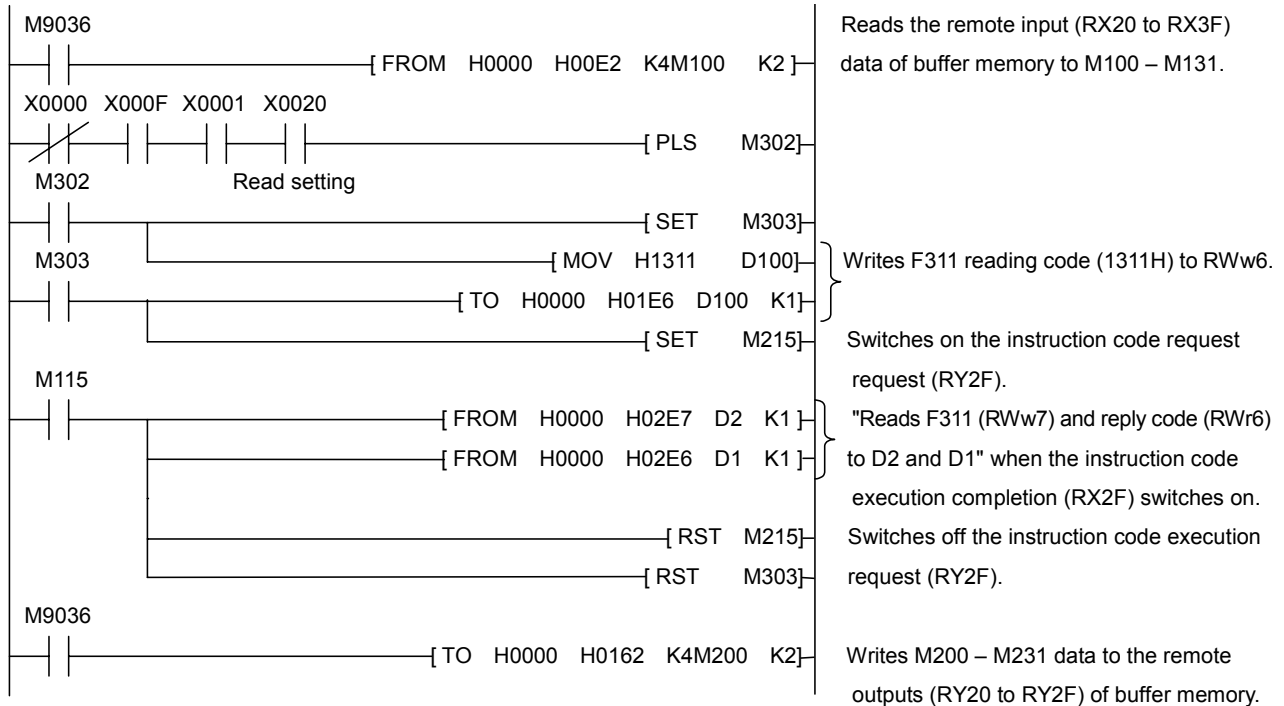 M9036 Reads the remote input (RX20 to RX3F)
[ FROM H0000 H00E2 K4M100 K2 ] data of buffer memory to M100 – M131.
X0000 X000F X0001 X0020
[ PLS M302]
M302 Read setting
[ SET M303]
M303 [ MOV H1311 D100] Writes F311 reading code (1311H) to RWw6.
[ TO H0000 H01E6 D100 K1]
[ SET M215] Switches on the instruction code request
M115 request (RY2F).
[ FROM H0000 H02E7 D2 K1 ] "Reads F311 (RWw7) and reply code (RWr6)
[ FROM H0000 H02E6 D1 K1 ] to D2 and D1" when the instruction code
execution completion (RX2F) switches on.
[ RST M215] Switches off the instruction code execution
[ RST M303] request (RY2F).
M9036
[ TO H0000 H0162 K4M200 K2] Writes M200 – M231 data to the remote
outputs (RY20 to RY2F) of buffer memory.